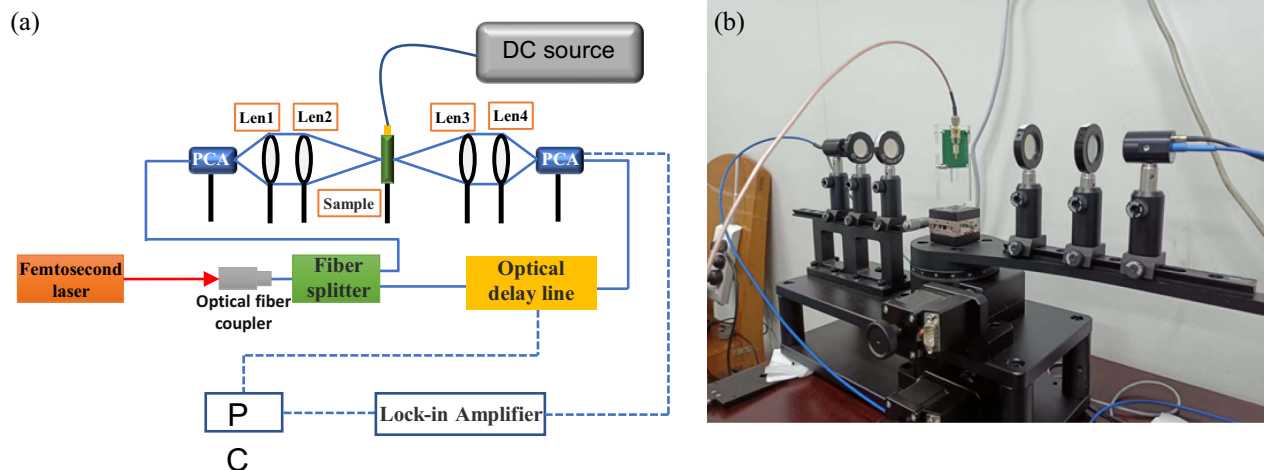 (a)
DC source
Len1
Len2
Len3
Len4
PCA
PCA
Sample
Femtosecond
laser
Optical fiber
coupler
Fiber
splitter
Optical
delay line
P
C
Lock-in Amplifier
(b)